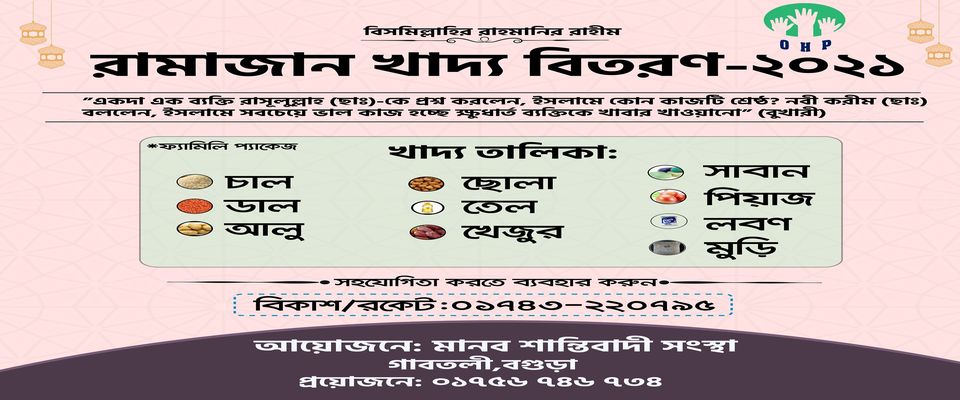 বিসমিল্লাহির রাহমানির রাহীম
OHP
রামাজান খাদ্য বিতরণ-২০২১
"একদা এক ব্যক্তি রাসূলুল্লাহ (ছাঃ)-কে প্রশ্ন করলেন, ইসলামে কোন কাজটি শ্রেষ্ঠ? নবী করীম (ছাঃ)
বললেন, ইসলামে সবচেয়ে ভাল কাজ হচ্ছে ক্ষুধার্ত ব্যক্তিকে খাবার খাওয়ানো" (বুখারী)
*ফ্যামিলি প্যাকেজ
খাদ্য তালিকা:
চাল
ডাল
আলু
ছোলা
তেল
খেজুর
সাবান
পিয়াজ
লবণ
মুড়ি
সহযোগিতা করতে ব্যবহার করুন
বিকাশ/রকেট:০১৭৪৩-২২০৭৯৫
আয়োজনে: মানব শান্তিবাদী সংস্থা
গাবতলী,বগুড়া
প্রয়োজনে: ০১৭৫৬ ৭৪৬ ৭৩৪